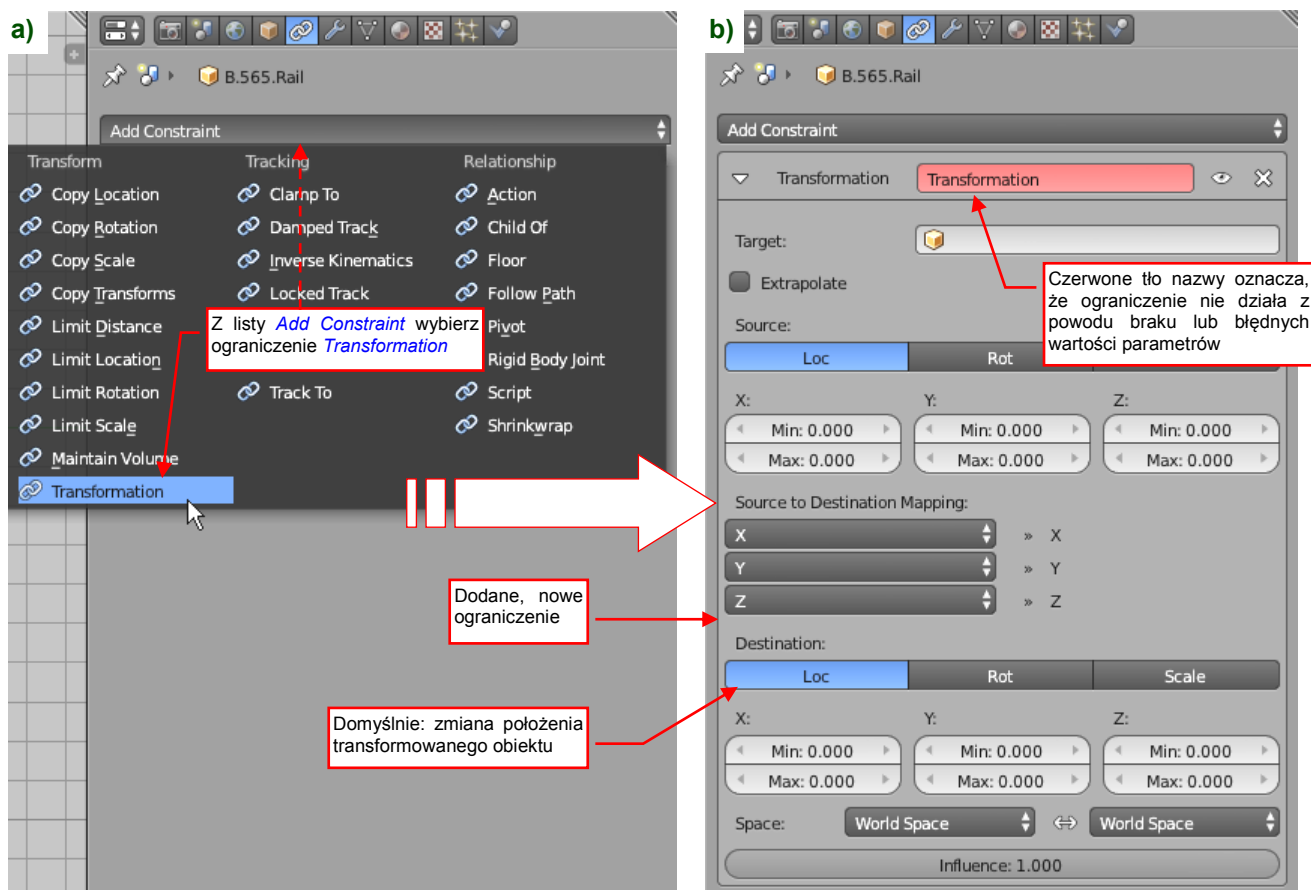 a)
B.565.Rail
Add Constraint
Transform
Tracking
Relationship
Copy Location
Clamp To
Action
Copy Rotation
Damped Track
Child Of
Copy Scale
Inverse Kinematics
Floor
Copy Transforms
Locked Track
Follow Path
Limit Distance
Pivot
Limit Location
Rigid Body Joint
Limit Rotation
Track To
Script
Limit Scale
Shrinkwrap
Maintain Volume
Transformation
Z listy Add Constraint wybierz
ograniczenie Transformation
Dodane, nowe
ograniczenie
Domyślnie: zmiana położenia
transformowanego obiektu
b)
B.565.Rail
Add Constraint
Transformation
Transformation
Target:
Extrapolate
Czerwone tło nazwy oznacza,
że ograniczenie nie działa z
powodu braku lub błędnych
wartości parametrów
Source:
Loc
Rot
X:
Y:
Z:
Min: 0.000
Min: 0.000
Min: 0.000
Max: 0.000
Max: 0.000
Max: 0.000
Source to Destination Mapping:
X
» X
Y
» Y
Z
» Z
Destination:
Loc
Rot
Scale
X:
Y:
Z:
Min: 0.000
Min: 0.000
Min: 0.000
Max: 0.000
Max: 0.000
Max: 0.000
Space:
World Space
World Space
Influence: 1.000